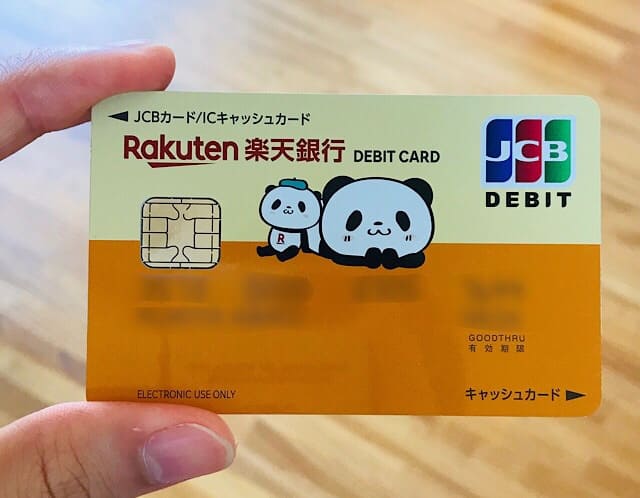 ◀ JCBカード/ICキャッシュカード
Rakuten 楽天銀行 DEBIT CARD
JCB
DEBIT
R
GOODTHRU
有効期限
ELECTRONIC USE ONLY
キャッシュカード ▶